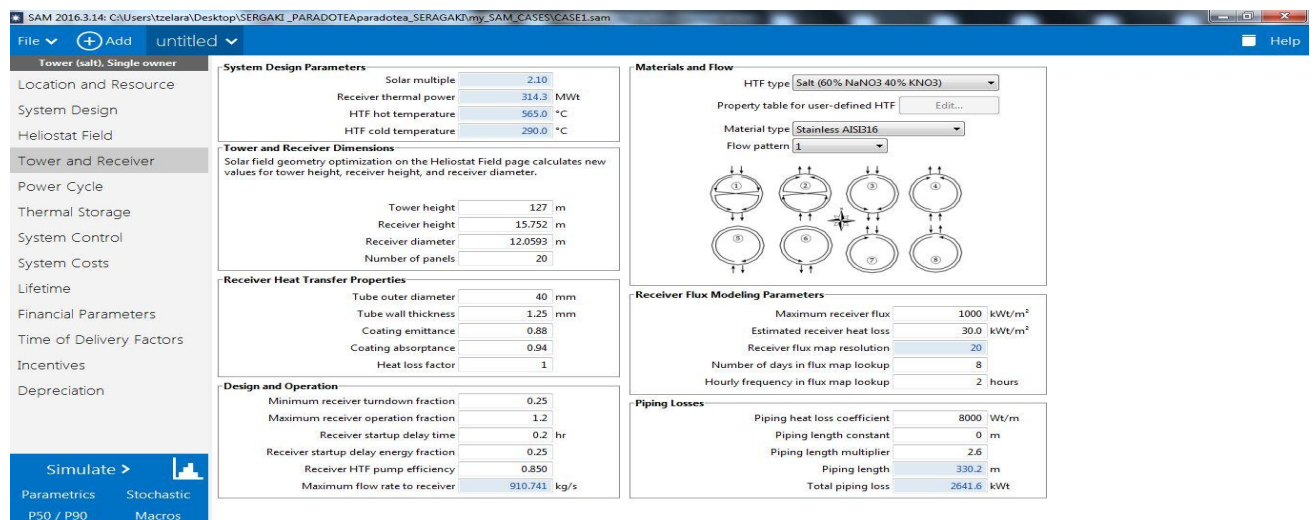 SAM 2016.3.14: C:\Users\tzelara\Desktop\SERGAKI_PARADOTEAparadotea_SERAGAKI\my_SAM_CASES\CASE1.sam
File Add untitled Help
Tower (salt), Single owner
Location and Resource
System Design
Heliostat Field
Tower and Receiver
Power Cycle
Thermal Storage
System Control
System Costs
Lifetime
Financial Parameters
Time of Delivery Factors
Incentives
Depreciation
Simulate >
Parametrics Stochastic
P50 / P90 Macros
System Design Parameters
Solar multiple 2.10
Receiver thermal power 314.3 MWt
HTF hot temperature 565.0 °C
HTF cold temperature 290.0 °C
Tower and Receiver Dimensions
Solar field geometry optimization on the Heliostat Field page calculates new
values for tower height, receiver height, and receiver diameter.
Tower height 127 m
Receiver height 15.752 m
Receiver diameter 12.0593 m
Number of panels 20
Receiver Heat Transfer Properties
Tube outer diameter 40 mm
Tube wall thickness 1.25 mm
Coating emittance 0.88
Coating absorptance 0.94
Heat loss factor 1
Design and Operation
Minimum receiver turndown fraction 0.25
Maximum receiver operation fraction 1.2
Receiver startup delay time 0.2 hr
Receiver startup delay energy fraction 0.25
Receiver HTF pump efficiency 0.850
Maximum flow rate to receiver 910.741 kg/s
Materials and Flow
HTF type Salt (60% NaNO3 40% KNO3)
Property table for user-defined HTF Edit...
Material type Stainless AISI316
Flow pattern 1
1 2 3 4
5 6 7 8
Receiver Flux Modeling Parameters
Maximum receiver flux 1000 kWt/m²
Estimated receiver heat loss 30.0 kWt/m²
Receiver flux map resolution 20
Number of days in flux map lookup 8
Hourly frequency in flux map lookup 2 hours
Piping Losses
Piping heat loss coefficient 8000 Wt/m
Piping length constant 0 m
Piping length multiplier 2.6
Piping length 330.2 m
Total piping loss 2641.6 kWt